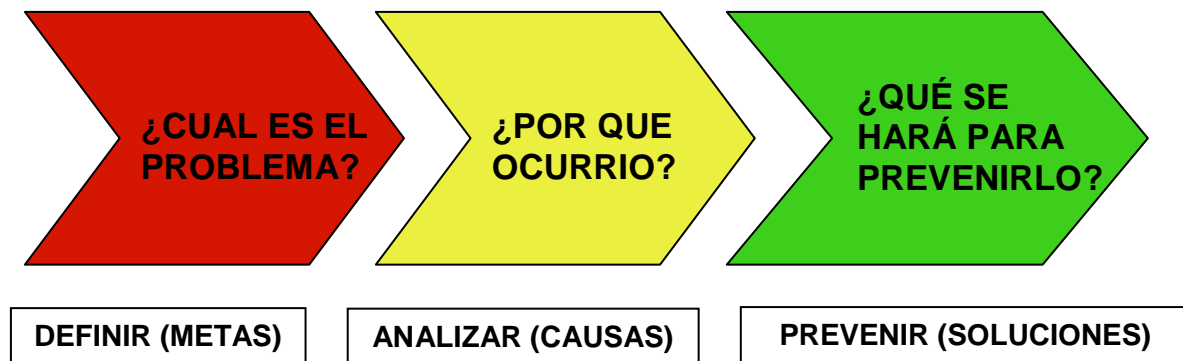 ¿CUAL ES EL
PROBLEMA?
¿POR QUE
OCURRIO?
¿QUÉ SE
HARÁ PARA
PREVENIRLO?
DEFINIR (METAS)
ANALIZAR (CAUSAS)
PREVENIR (SOLUCIONES)